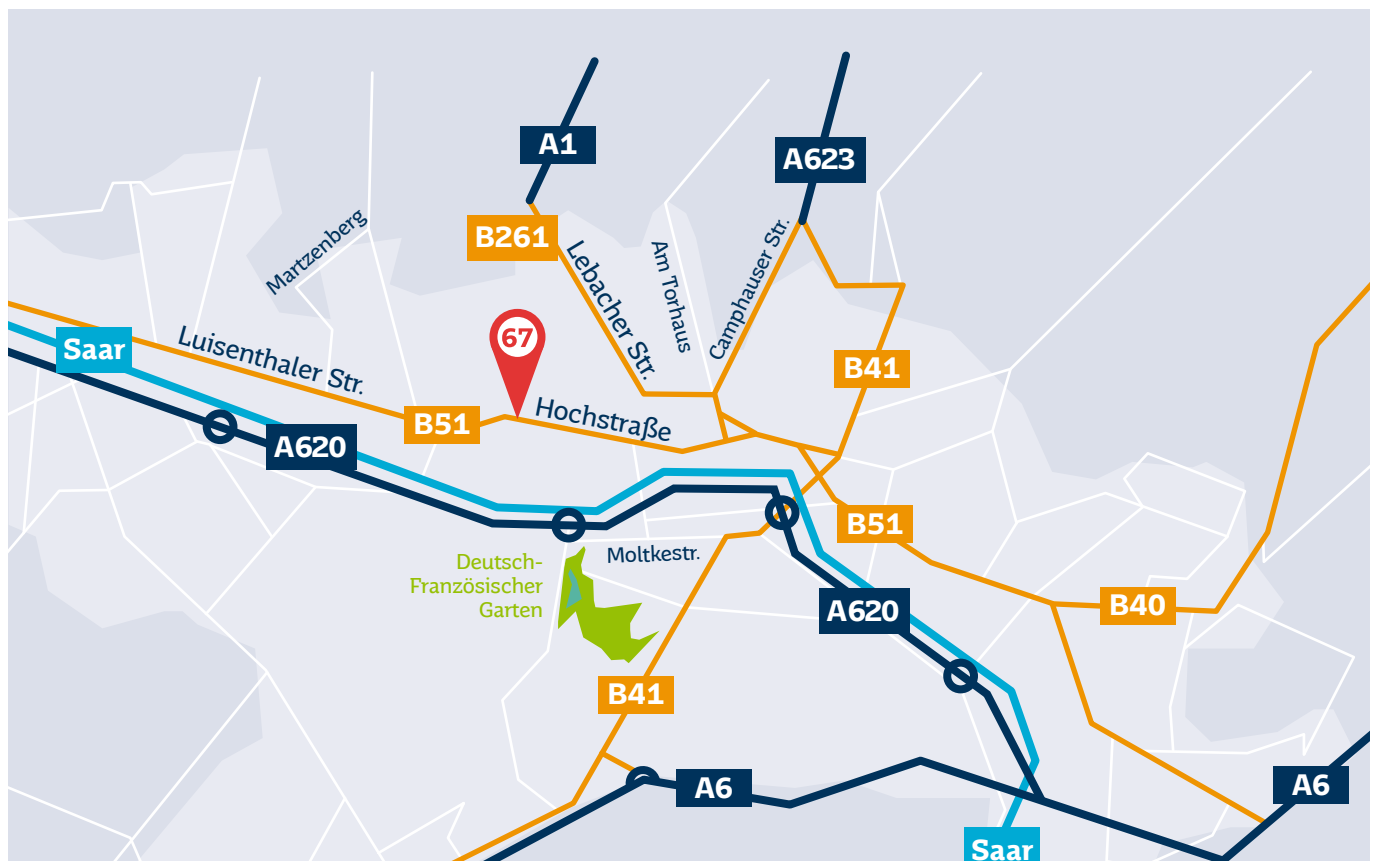 A1
A623
B261
Martzenberg
Lebacher Str.
Am Torhaus
Camphauser Str.
Saar
Luisenthaler Str.
67
B41
B51
Hochstraße
A620
B51
Deutsch-
Französischer
Garten
Moltkestr.
A620
B40
B41
A6
A6
Saar